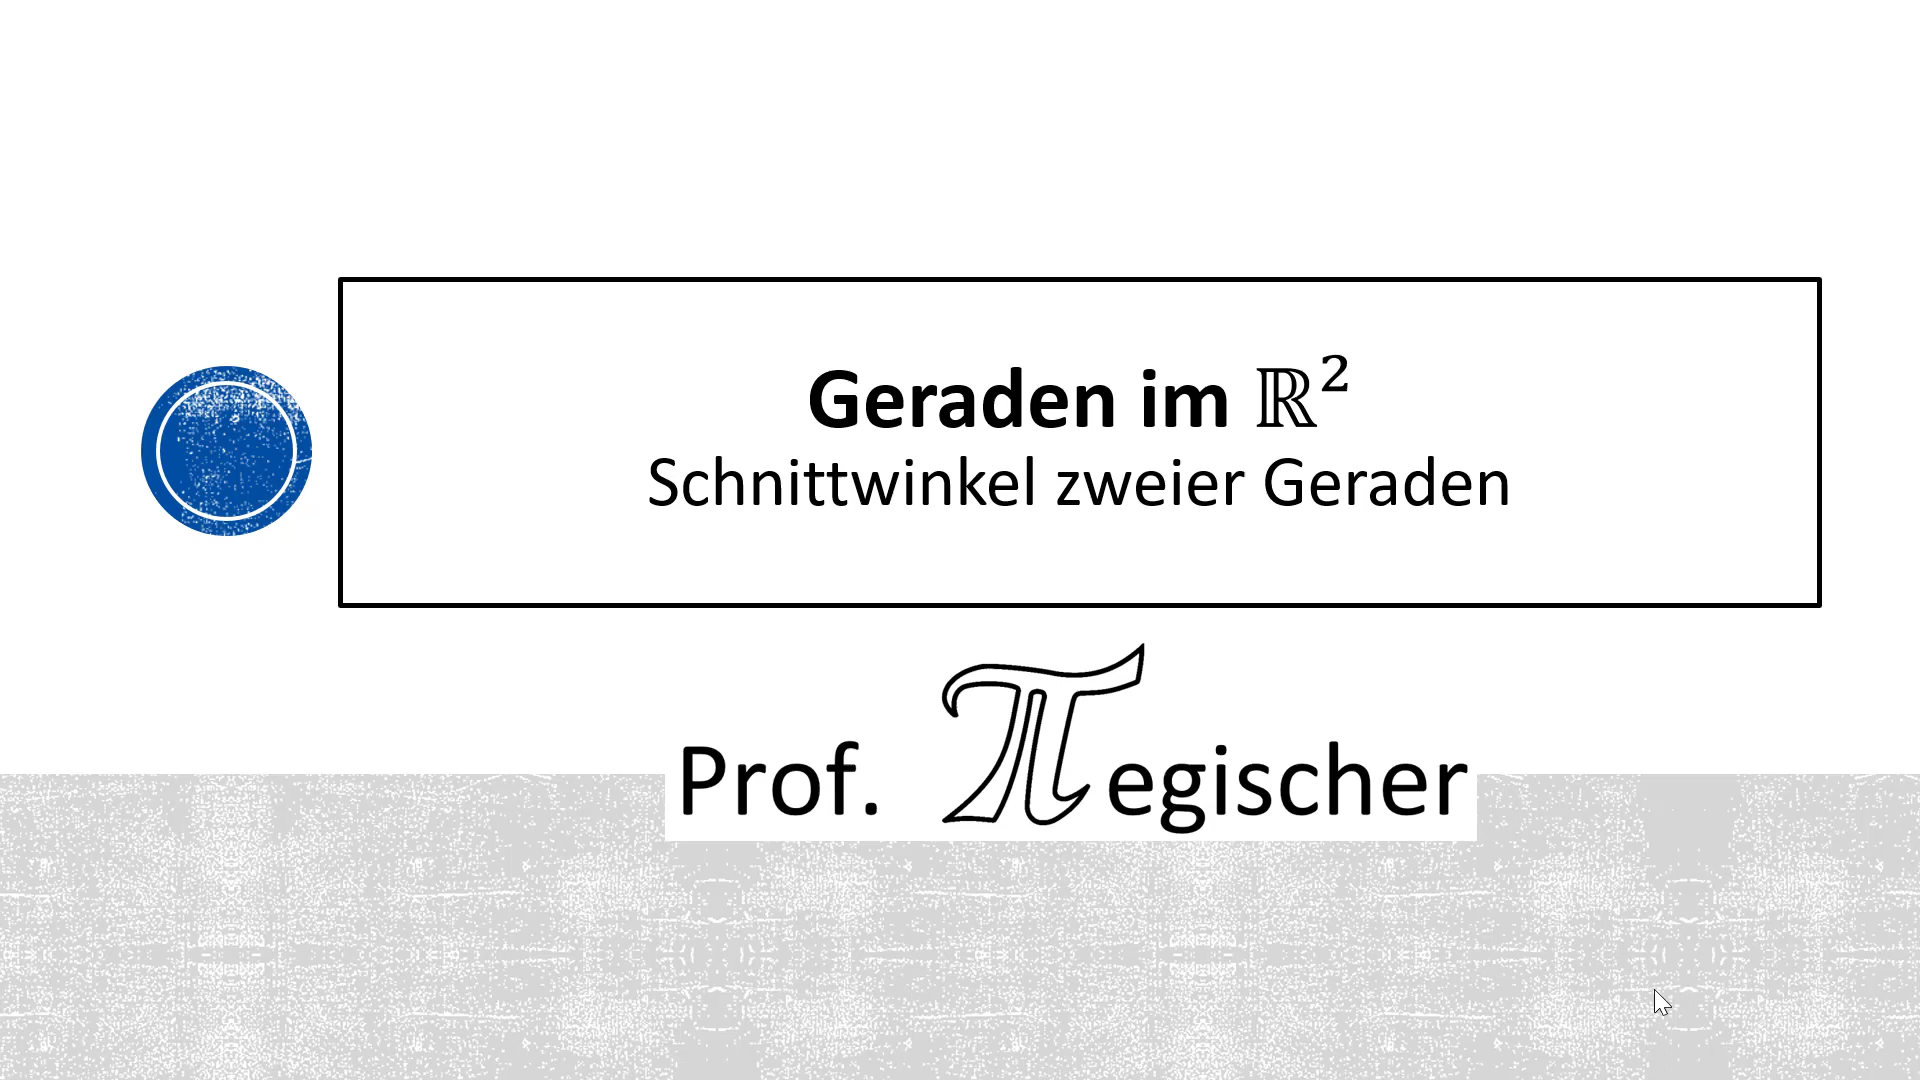 Geraden im ℝ²
Schnittwinkel zweier Geraden
Prof. πegischer